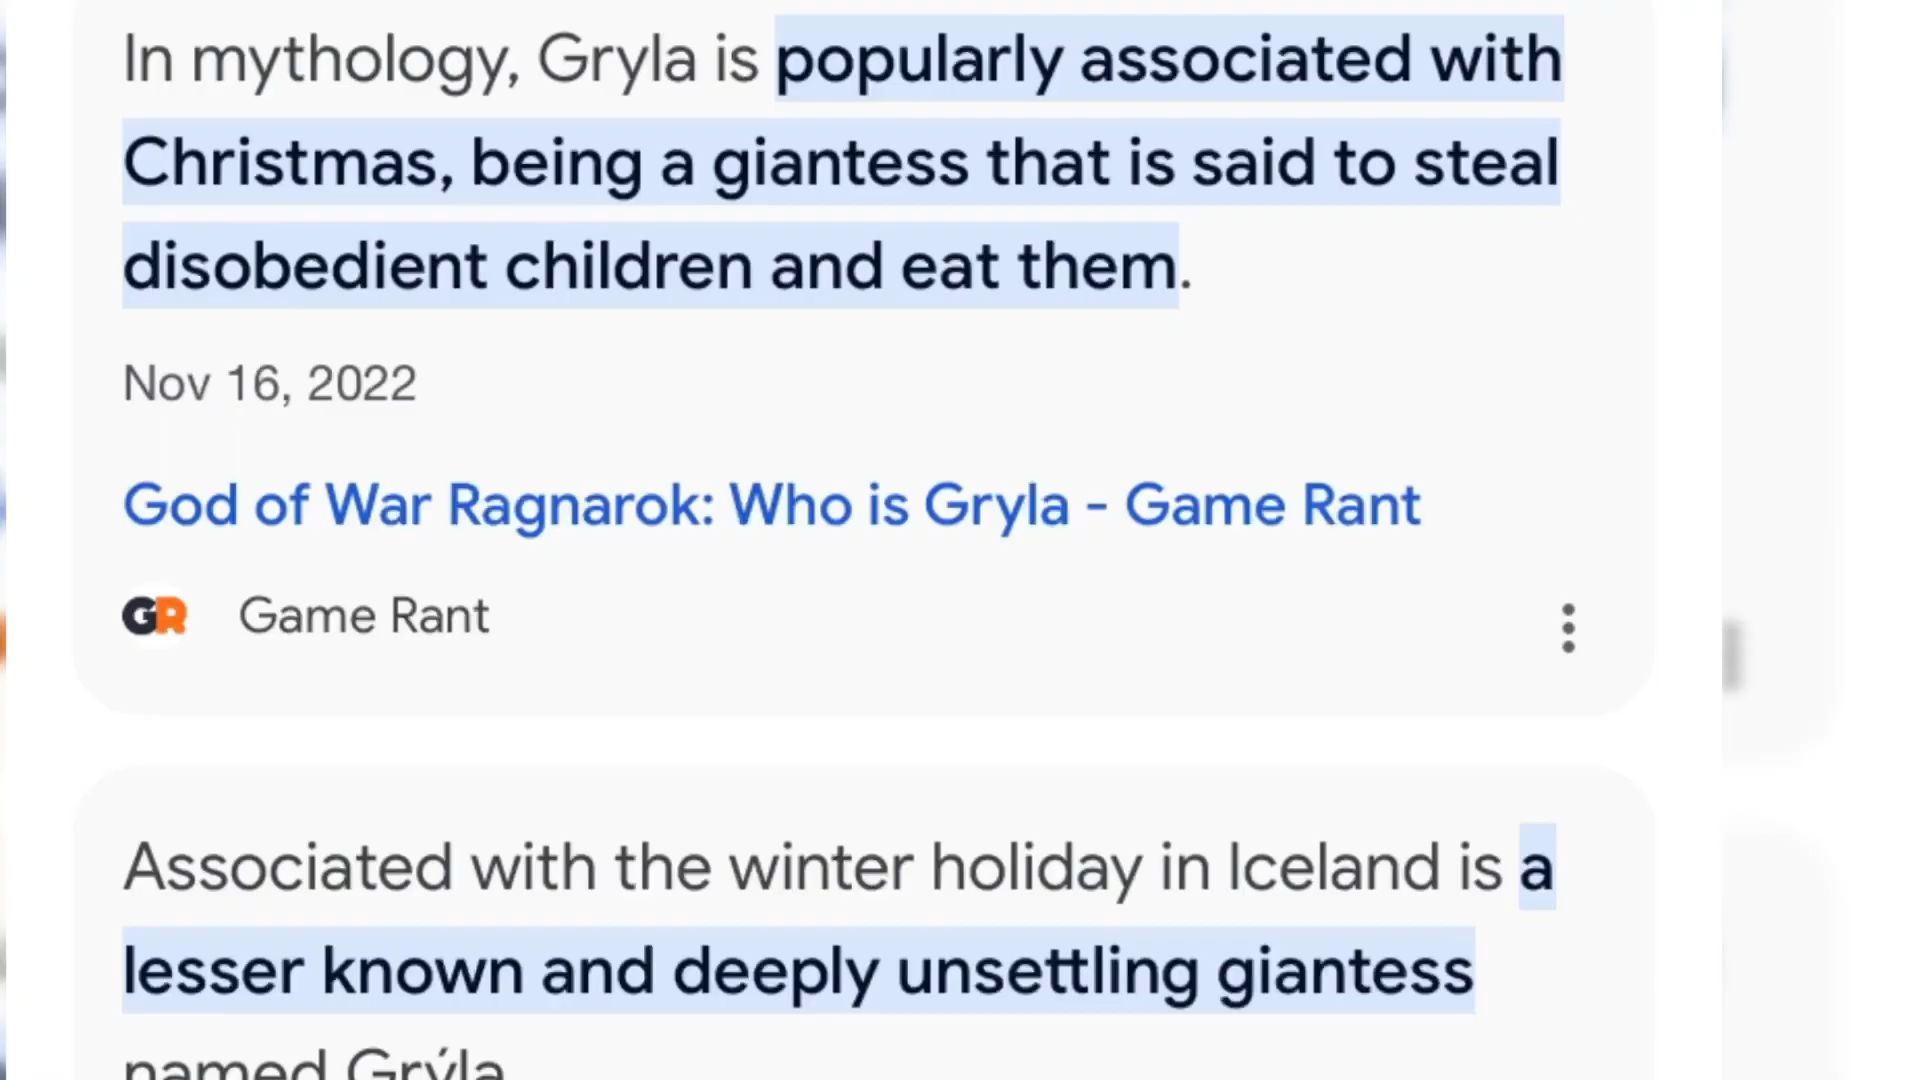 In mythology, Gryla is popularly associated with
Christmas, being a giantess that is said to steal
disobedient children and eat them.
Nov 16, 2022
God of War Ragnarok: Who is Gryla - Game Rant
GR Game Rant
Associated with the winter holiday in Iceland is a
lesser known and deeply unsettling giantess
named Grýla